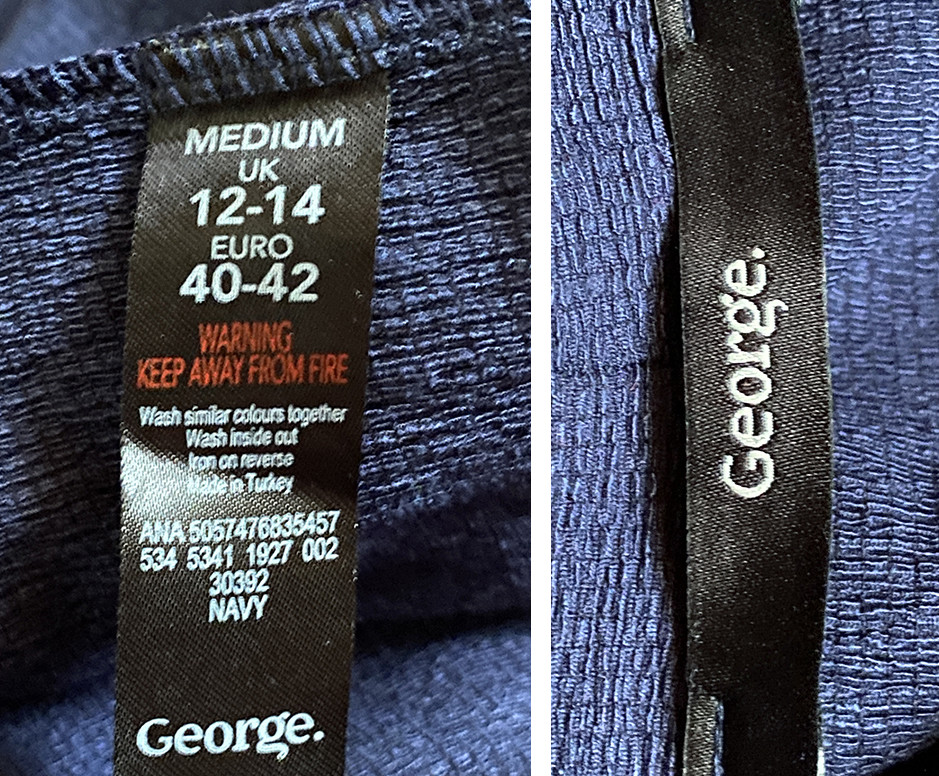 MEDIUM
UK
12-14
EURO
40-42
WARNING
KEEP AWAY FROM FIRE
Wash similar colours together
Wash inside out
Iron on reverse
Made in Turkey
ANA 5057476835457
534 5341 1927 002
30392
NAVY
George.
George.